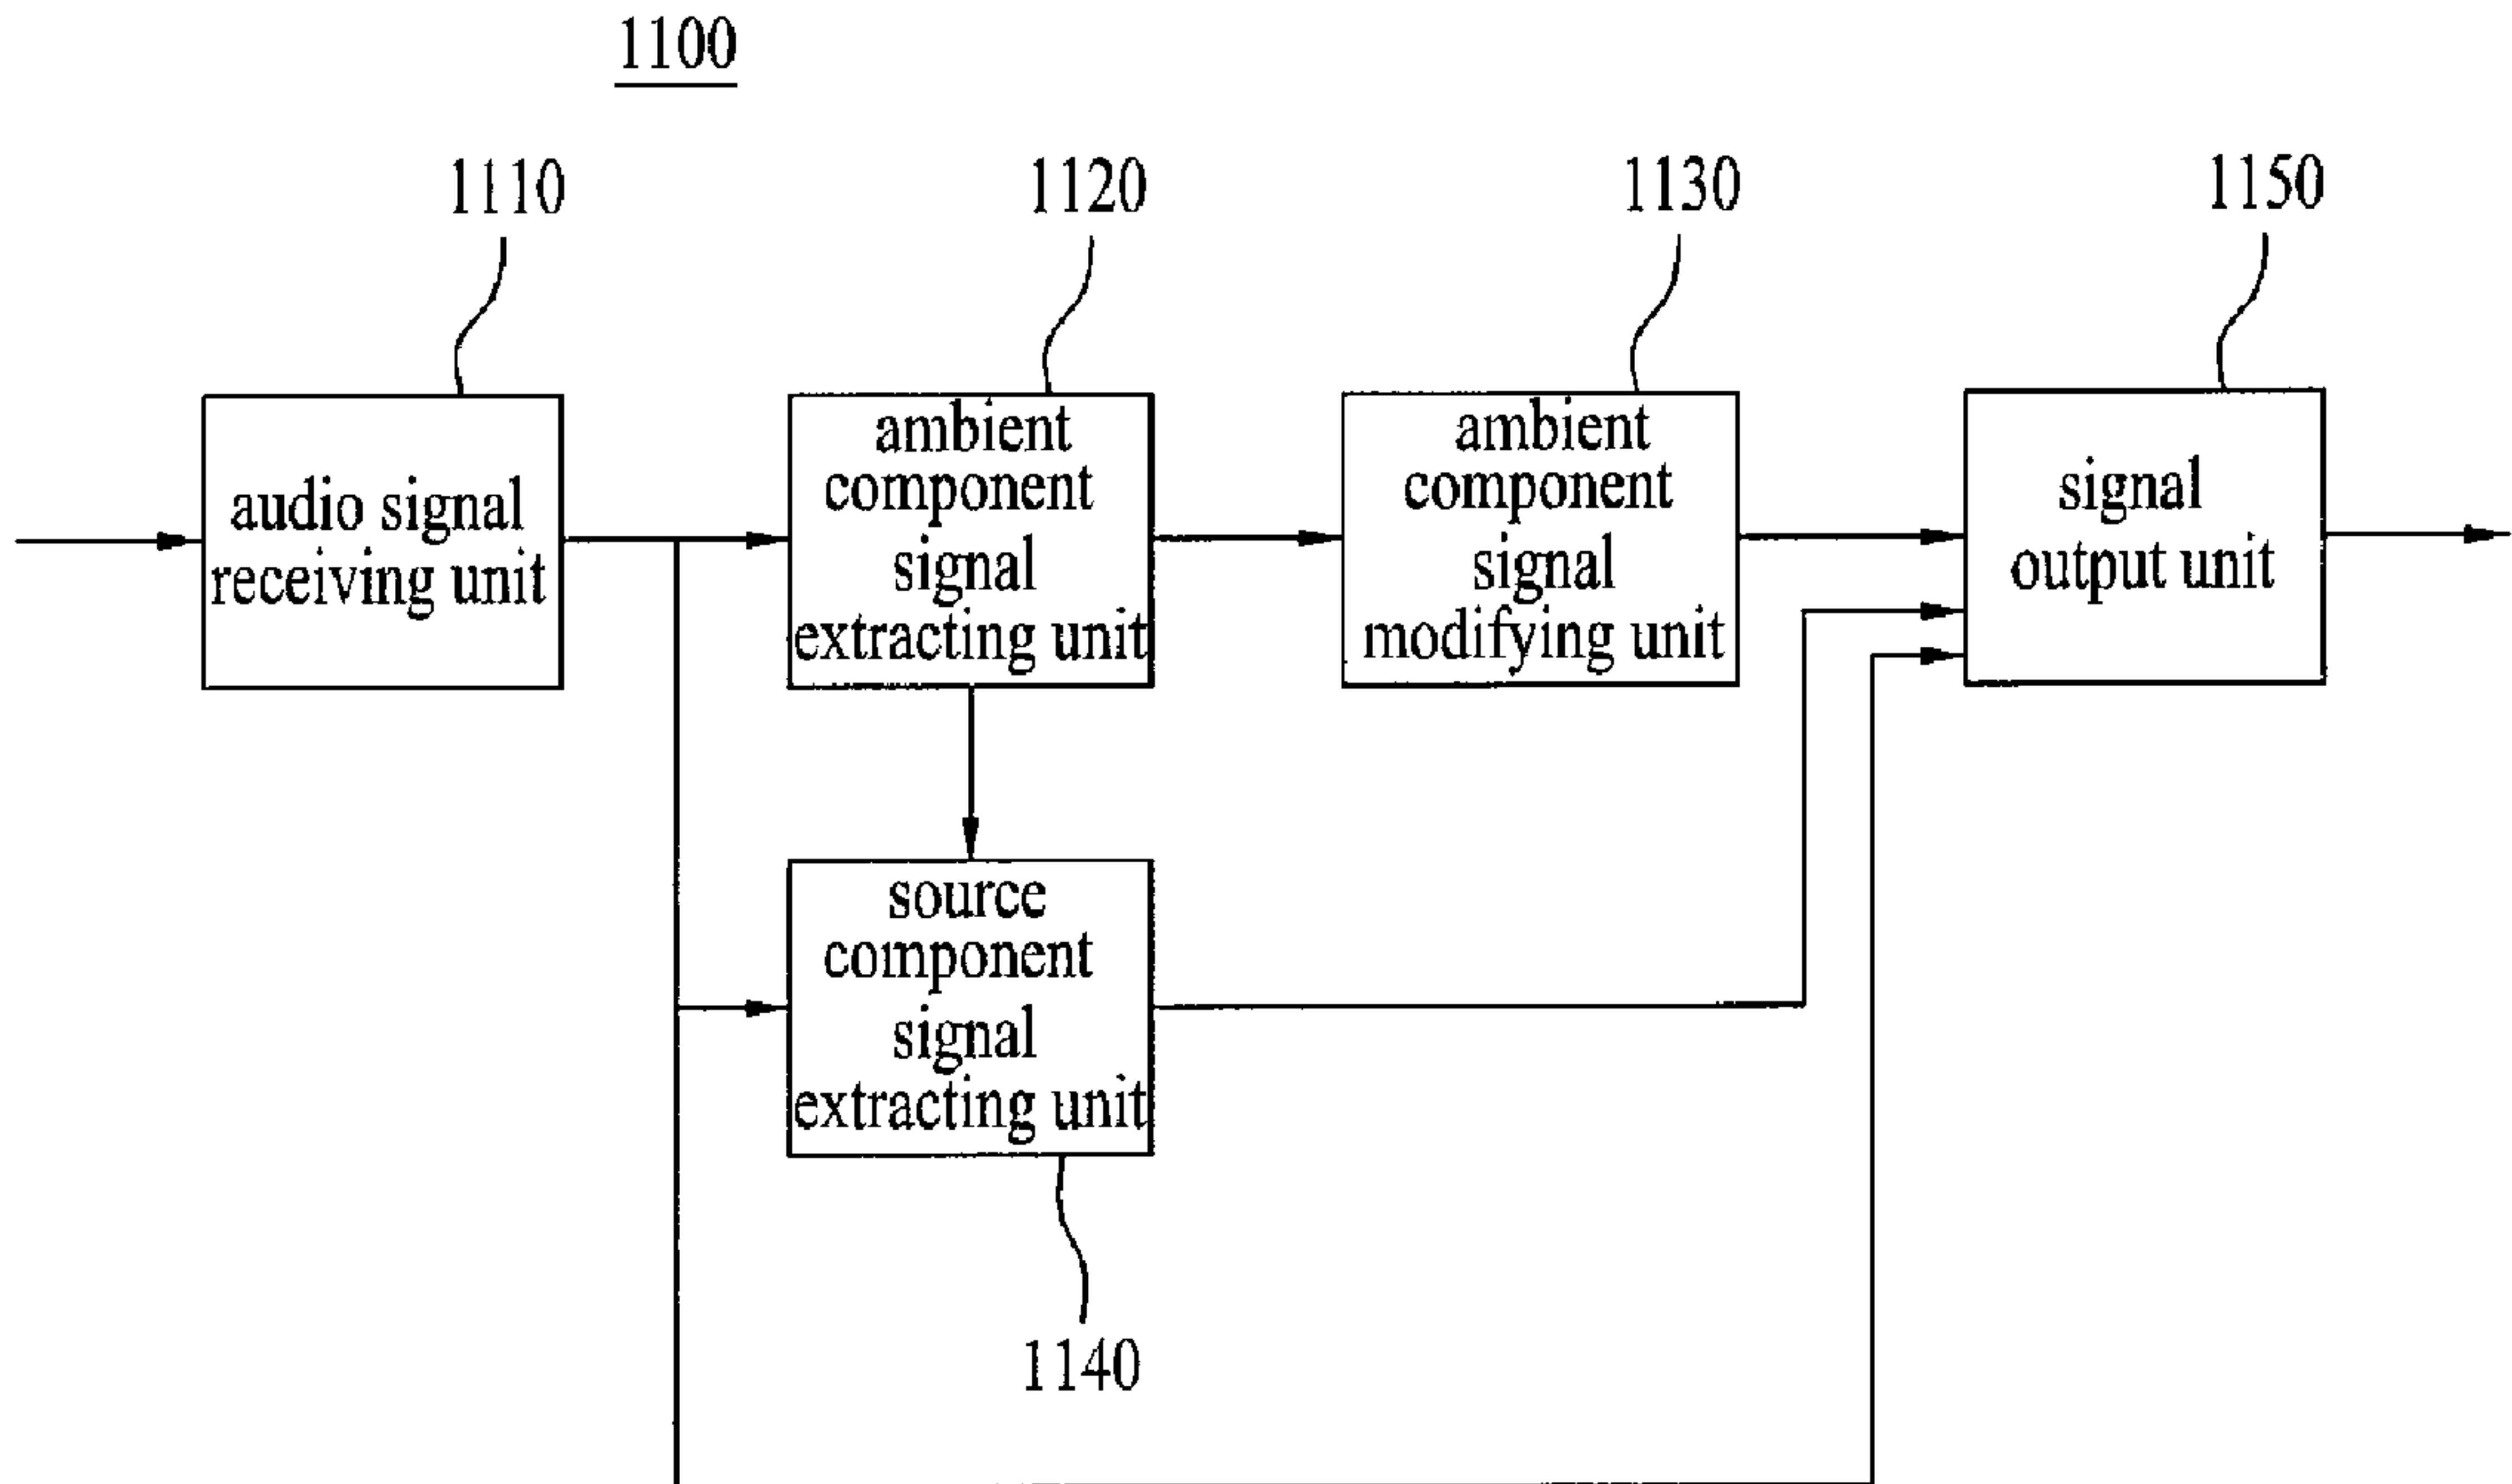 1100
1110
1120
1130
1150
audio signal
receiving unit
ambient
component
signal
extracting unit
ambient
component
signal
modifying unit
signal
output unit
source
component
signal
extracting unit
1140